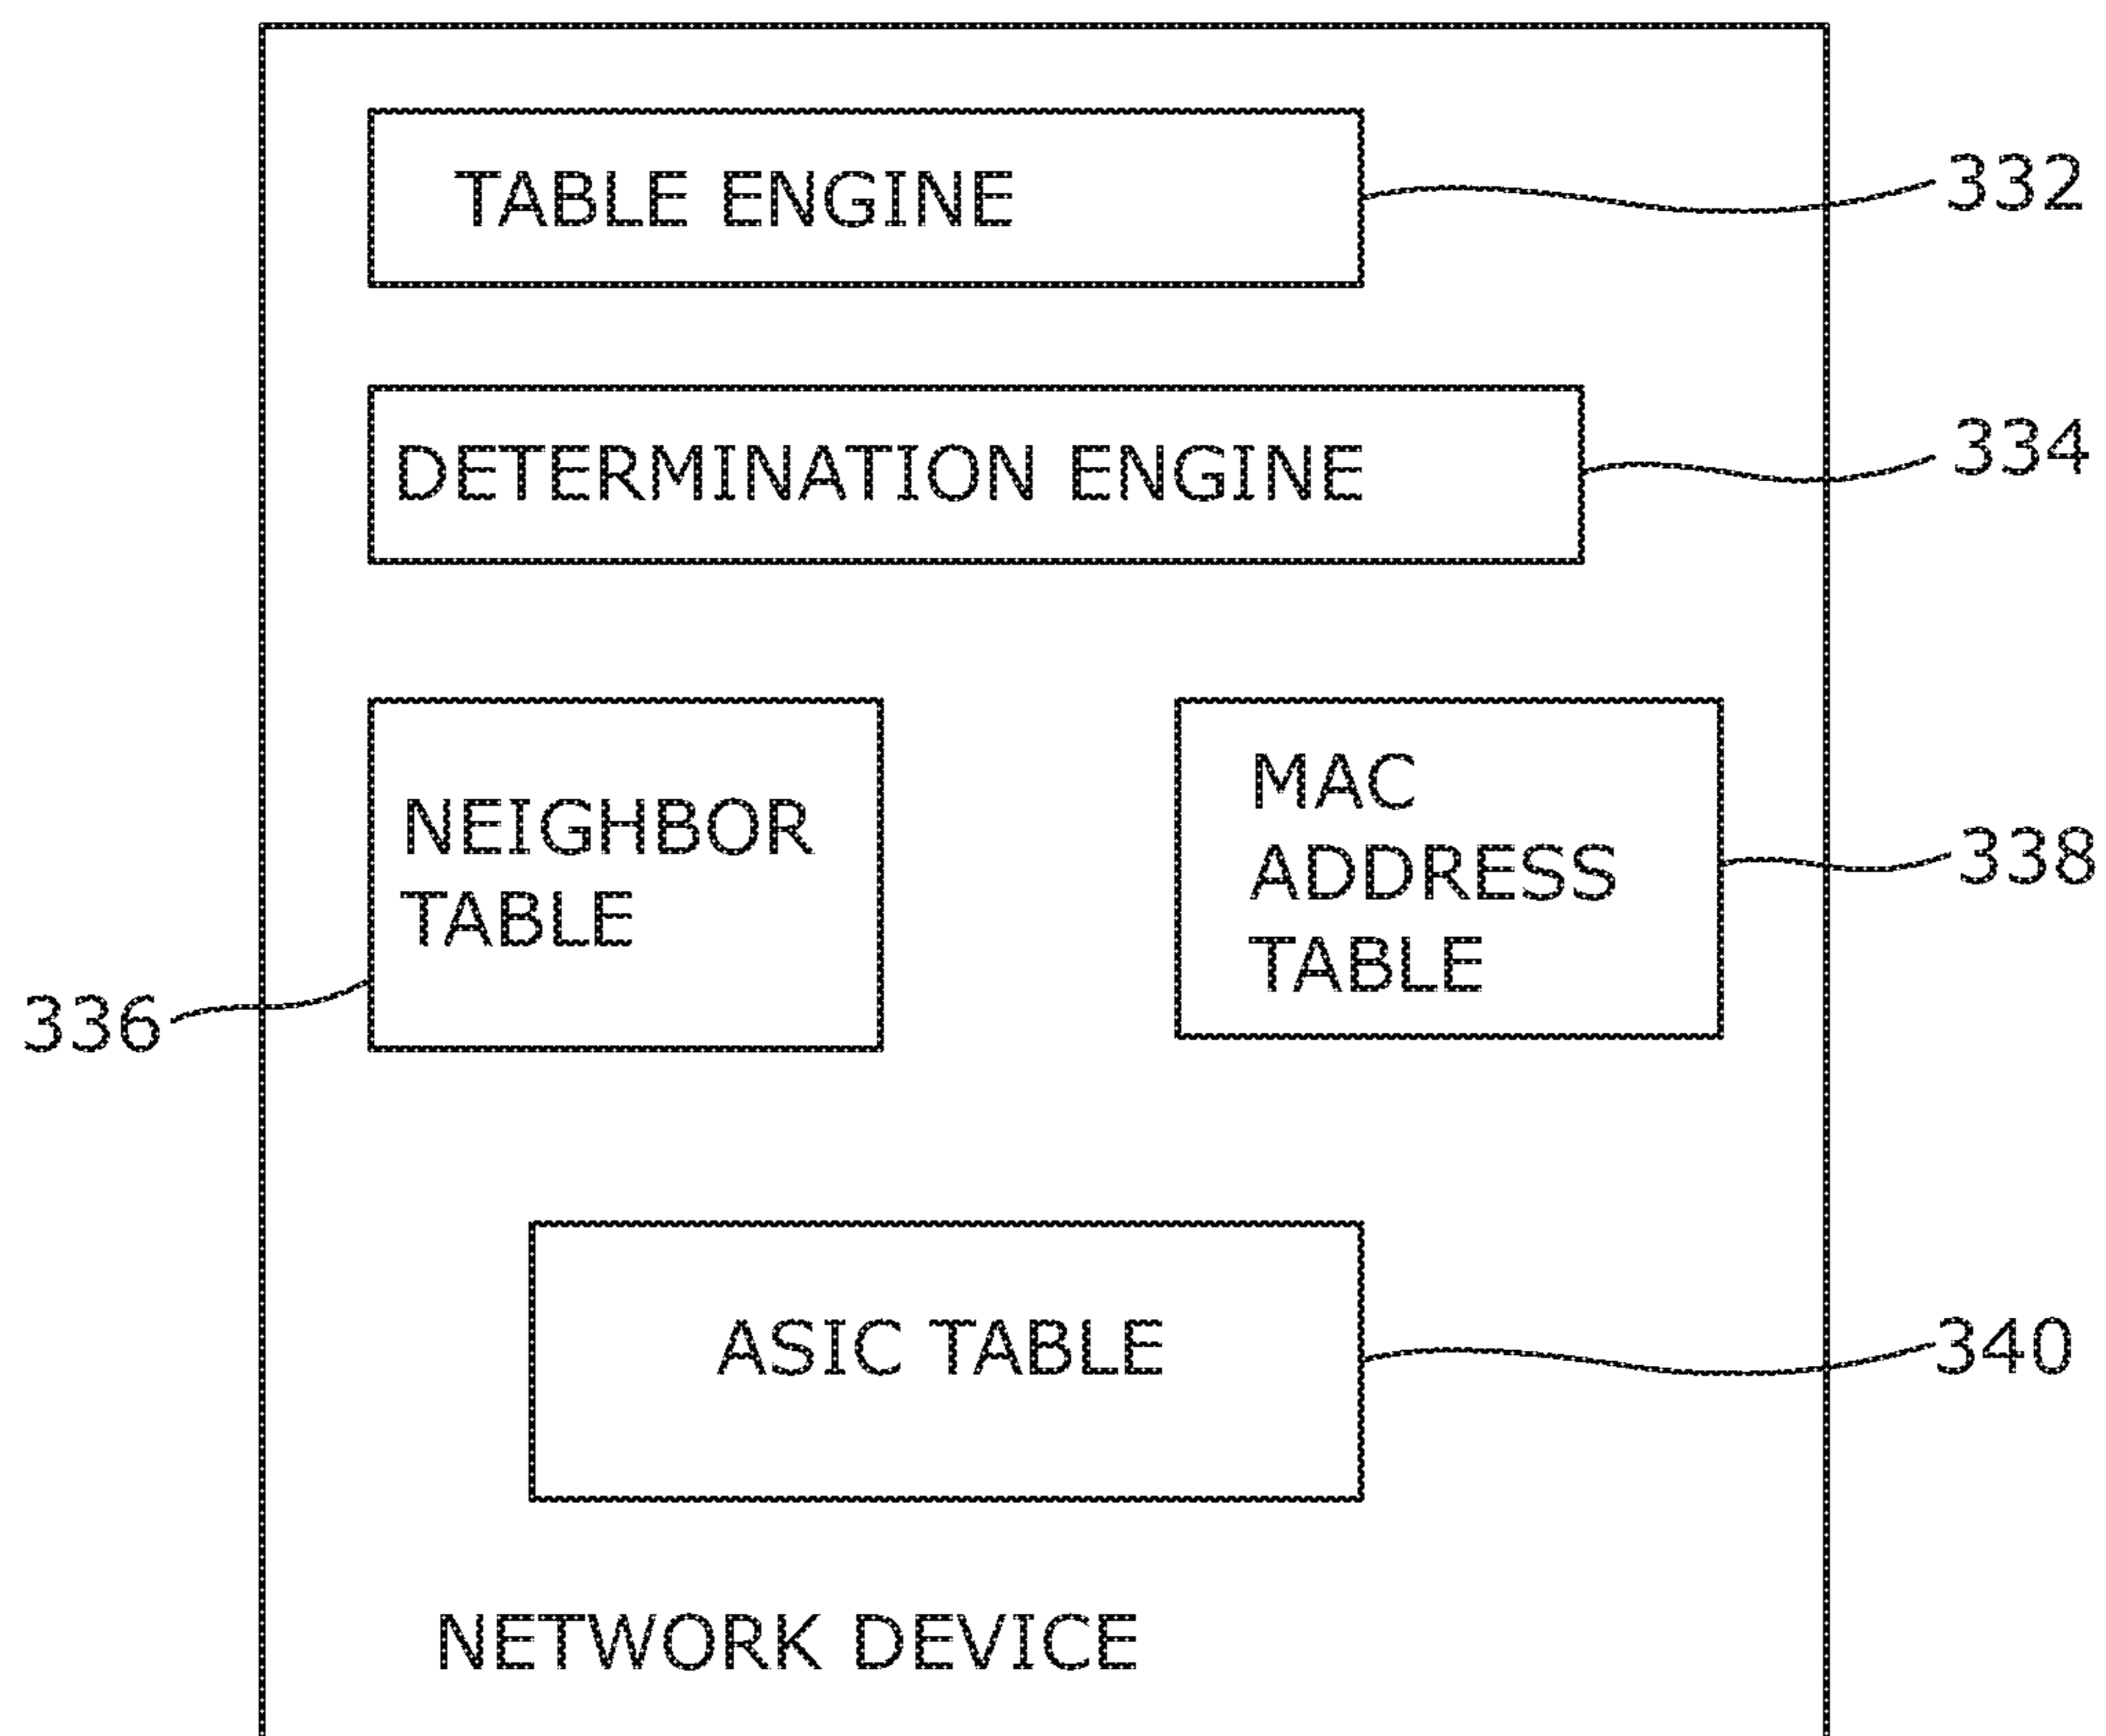 TABLE ENGINE
332
DETERMINATION ENGINE
334
NEIGHBOR
TABLE
336
MAC
ADDRESS
TABLE
338
ASIC TABLE
340
NETWORK DEVICE